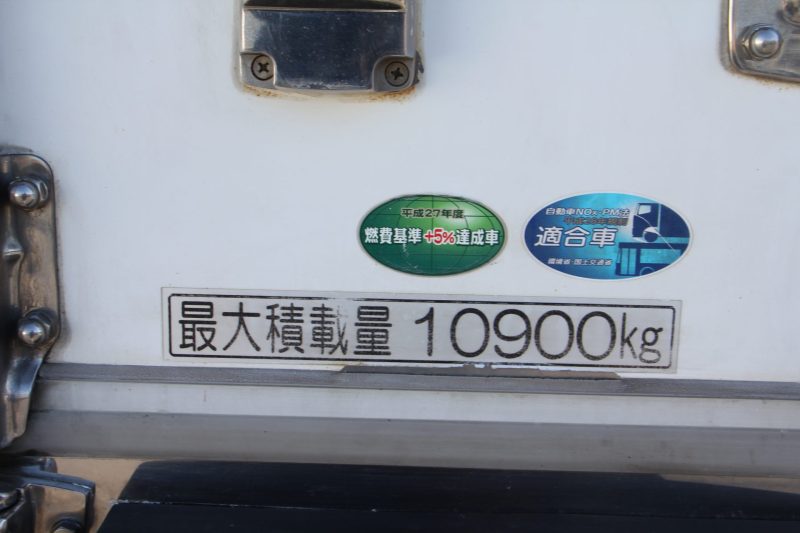 平成27年度
燃費基準+5%達成車
自動車NOx・PM法
適合車
環境省・国土交通省
最大積載量 10900kg